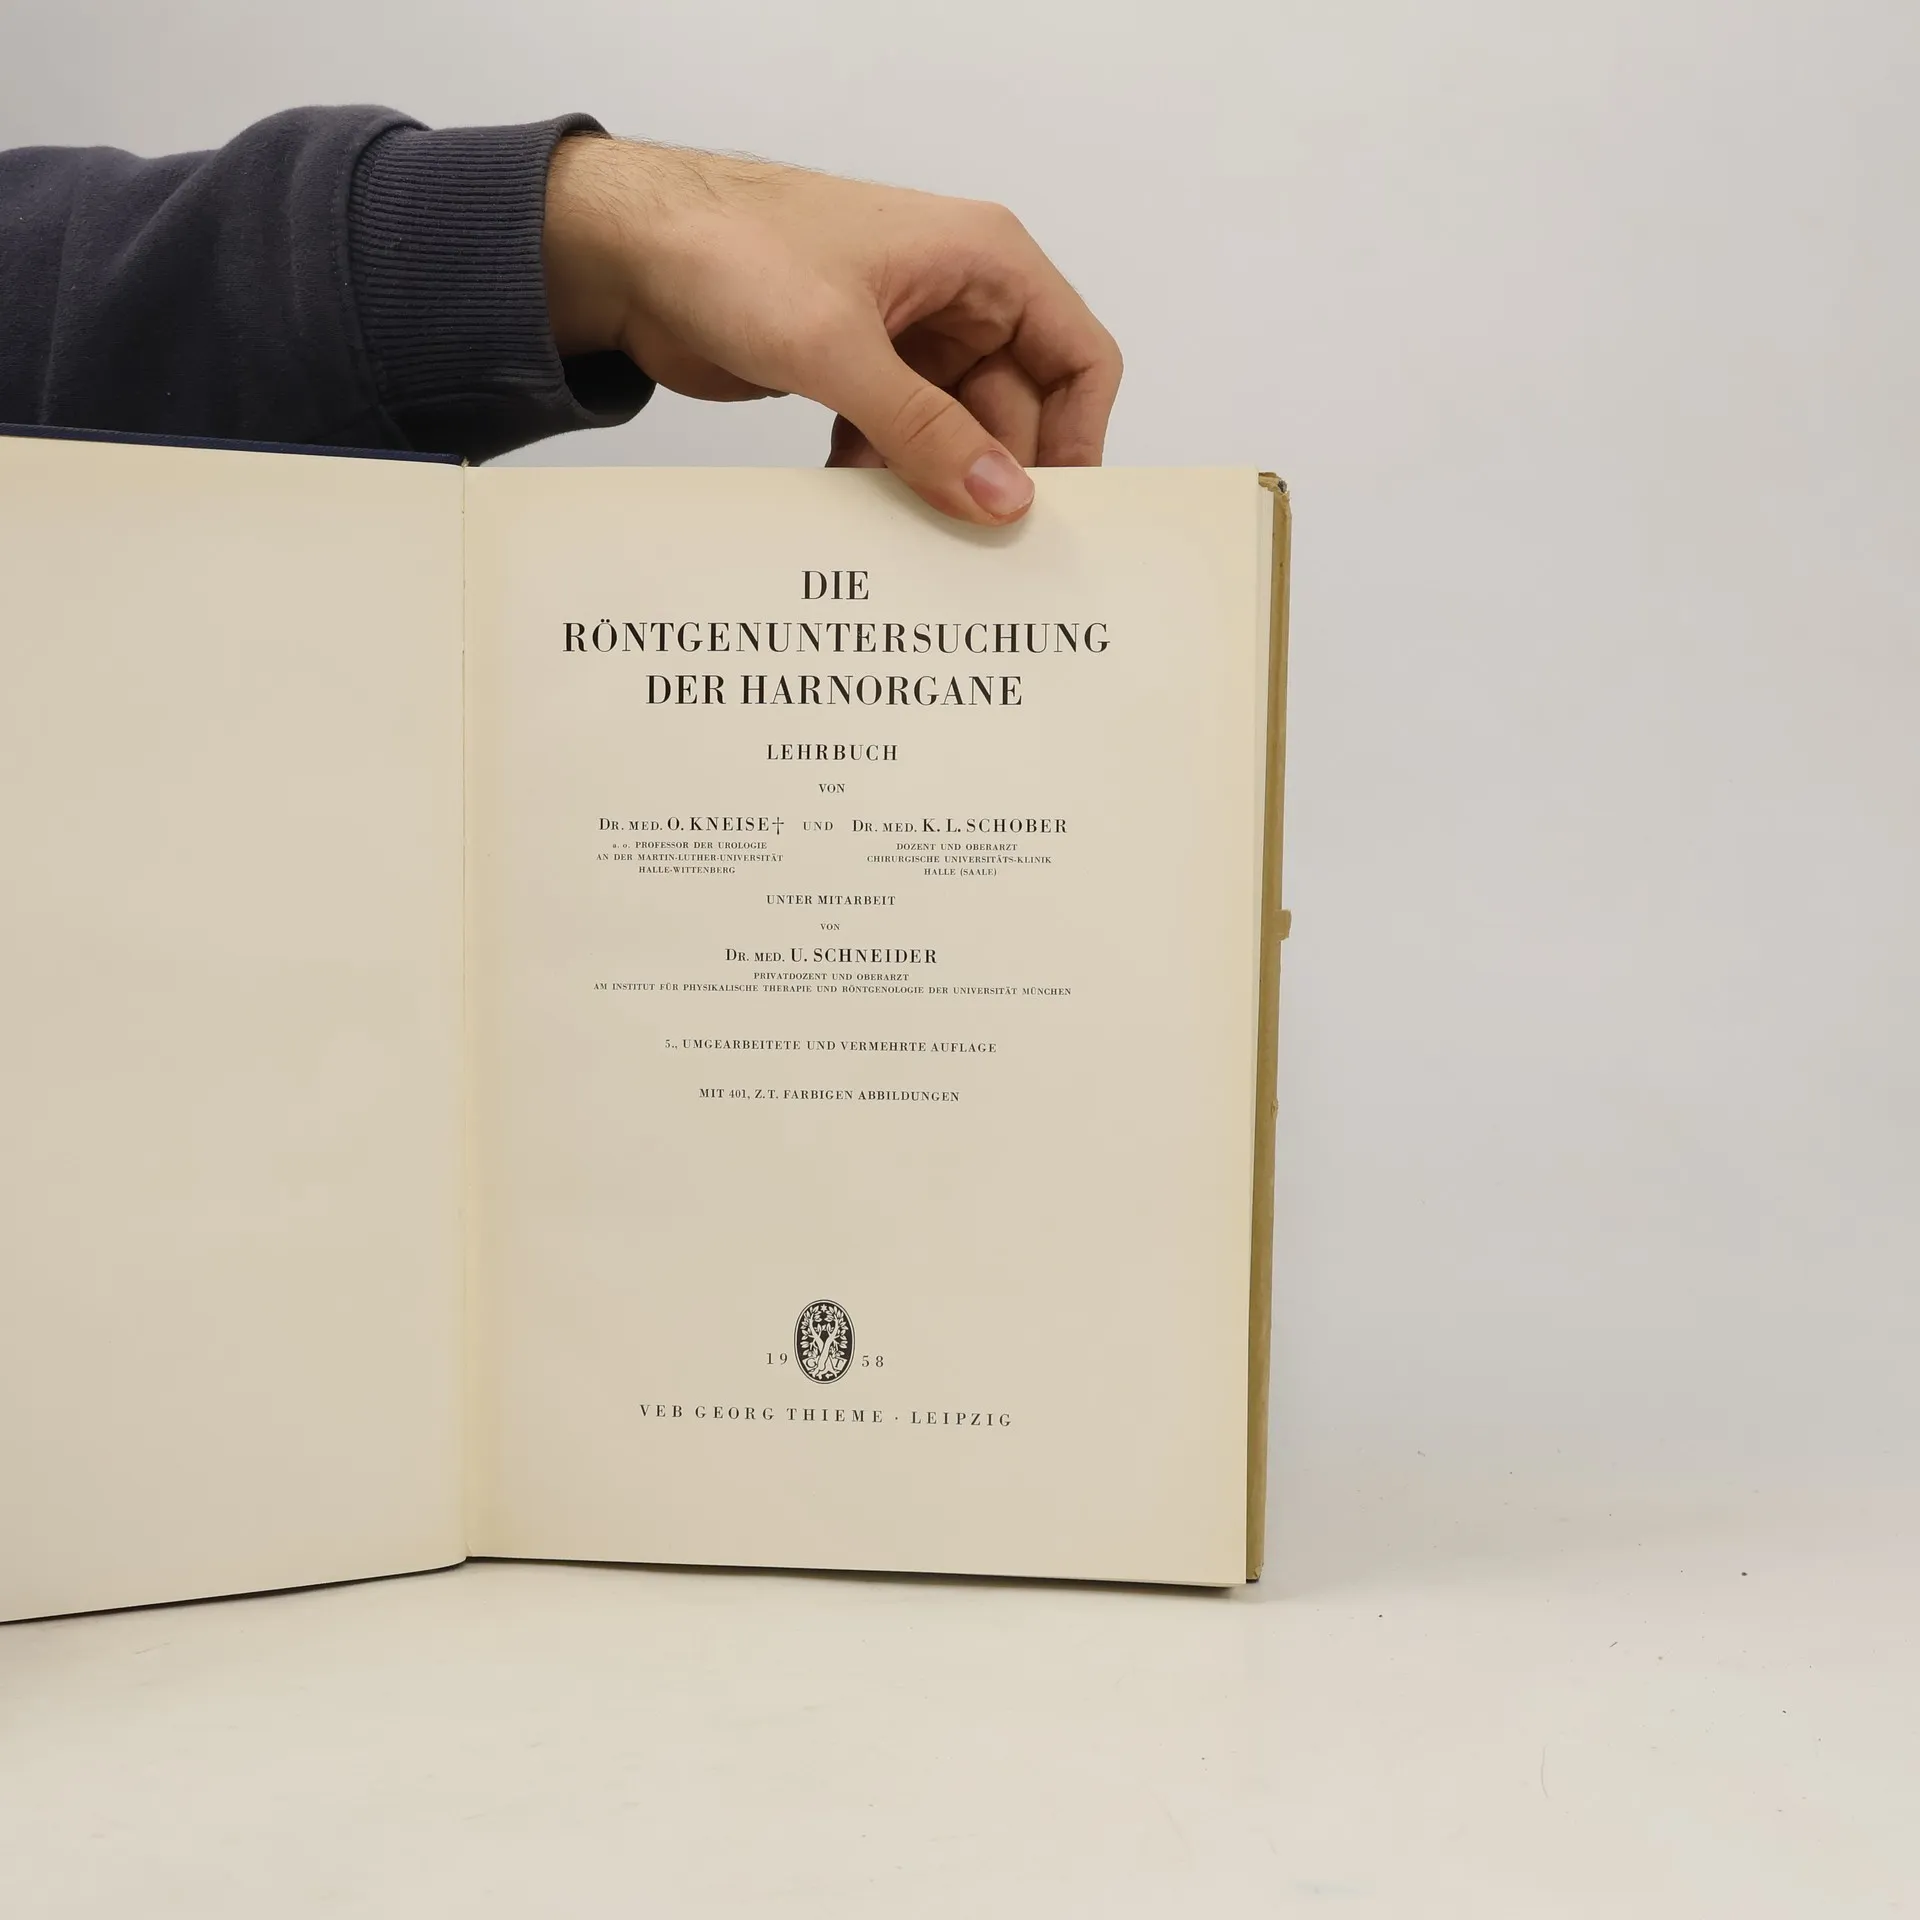 DIE
RÖNTGENUNTERSUCHUNG
DER HARNORGANE
LEHRBUCH
VON
DR. MED. O. KNEISE† UND DR. MED. K. L. SCHOBER
a. o. PROFESSOR DER UROLOGIE
AN DER MARTIN-LUTHER-UNIVERSITÄT
HALLE-WITTENBERG
DOZENT UND OBERARZT
CHIRURGISCHE UNIVERSITÄTS-KLINIK
HALLE (SAALE)
UNTER MITARBEIT
VON
DR. MED. U. SCHNEIDER
PRIVATDOZENT UND OBERARZT
AM INSTITUT FÜR PHYSIKALISCHE THERAPIE UND RÖNTGENOLOGIE DER UNIVERSITÄT MÜNCHEN
5., UMGEARBEITETE UND VERMEHRTE AUFLAGE
MIT 401, Z.T. FARBIGEN ABBILDUNGEN
19 G T 58
VEB GEORG THIEME · LEIPZIG